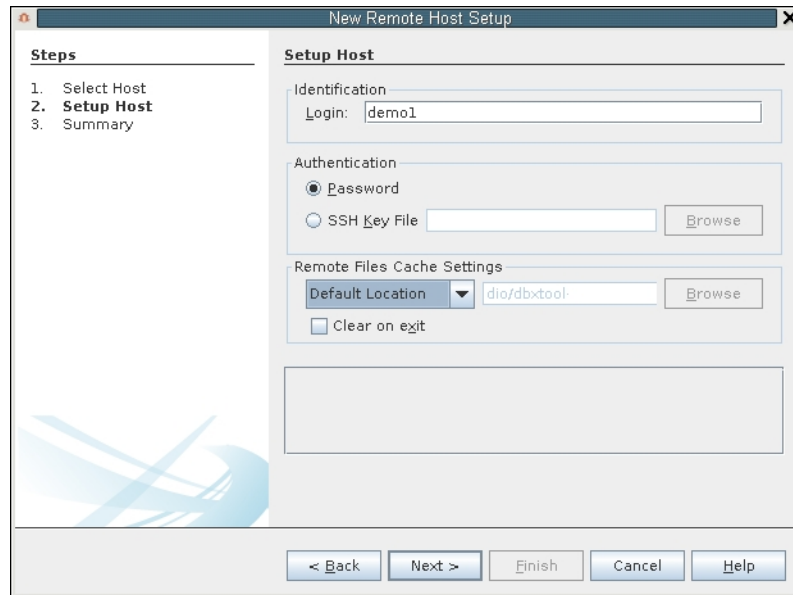 New Remote Host Setup
Steps
1. Select Host
2. Setup Host
3. Summary
Setup Host
Identification
Login: demo1
Authentication
Password
SSH Key File Browse
Remote Files Cache Settings
Default Location dio/dbxtool- Browse
Clear on exit
< Back Next > Finish Cancel Help